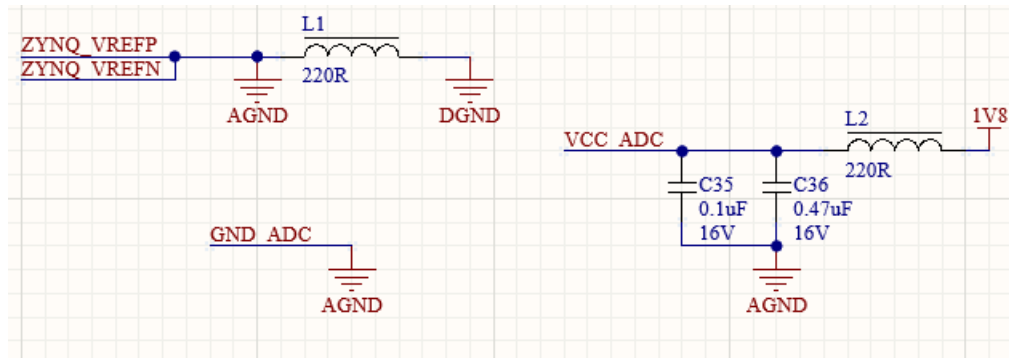 L1
ZYNQ_VREFP
ZYNQ_VREFN
220R
AGND
DGND
L2
1V8
VCC_ADC
220R
C35
0.1uF
16V
C36
0.47uF
16V
GND_ADC
AGND
AGND